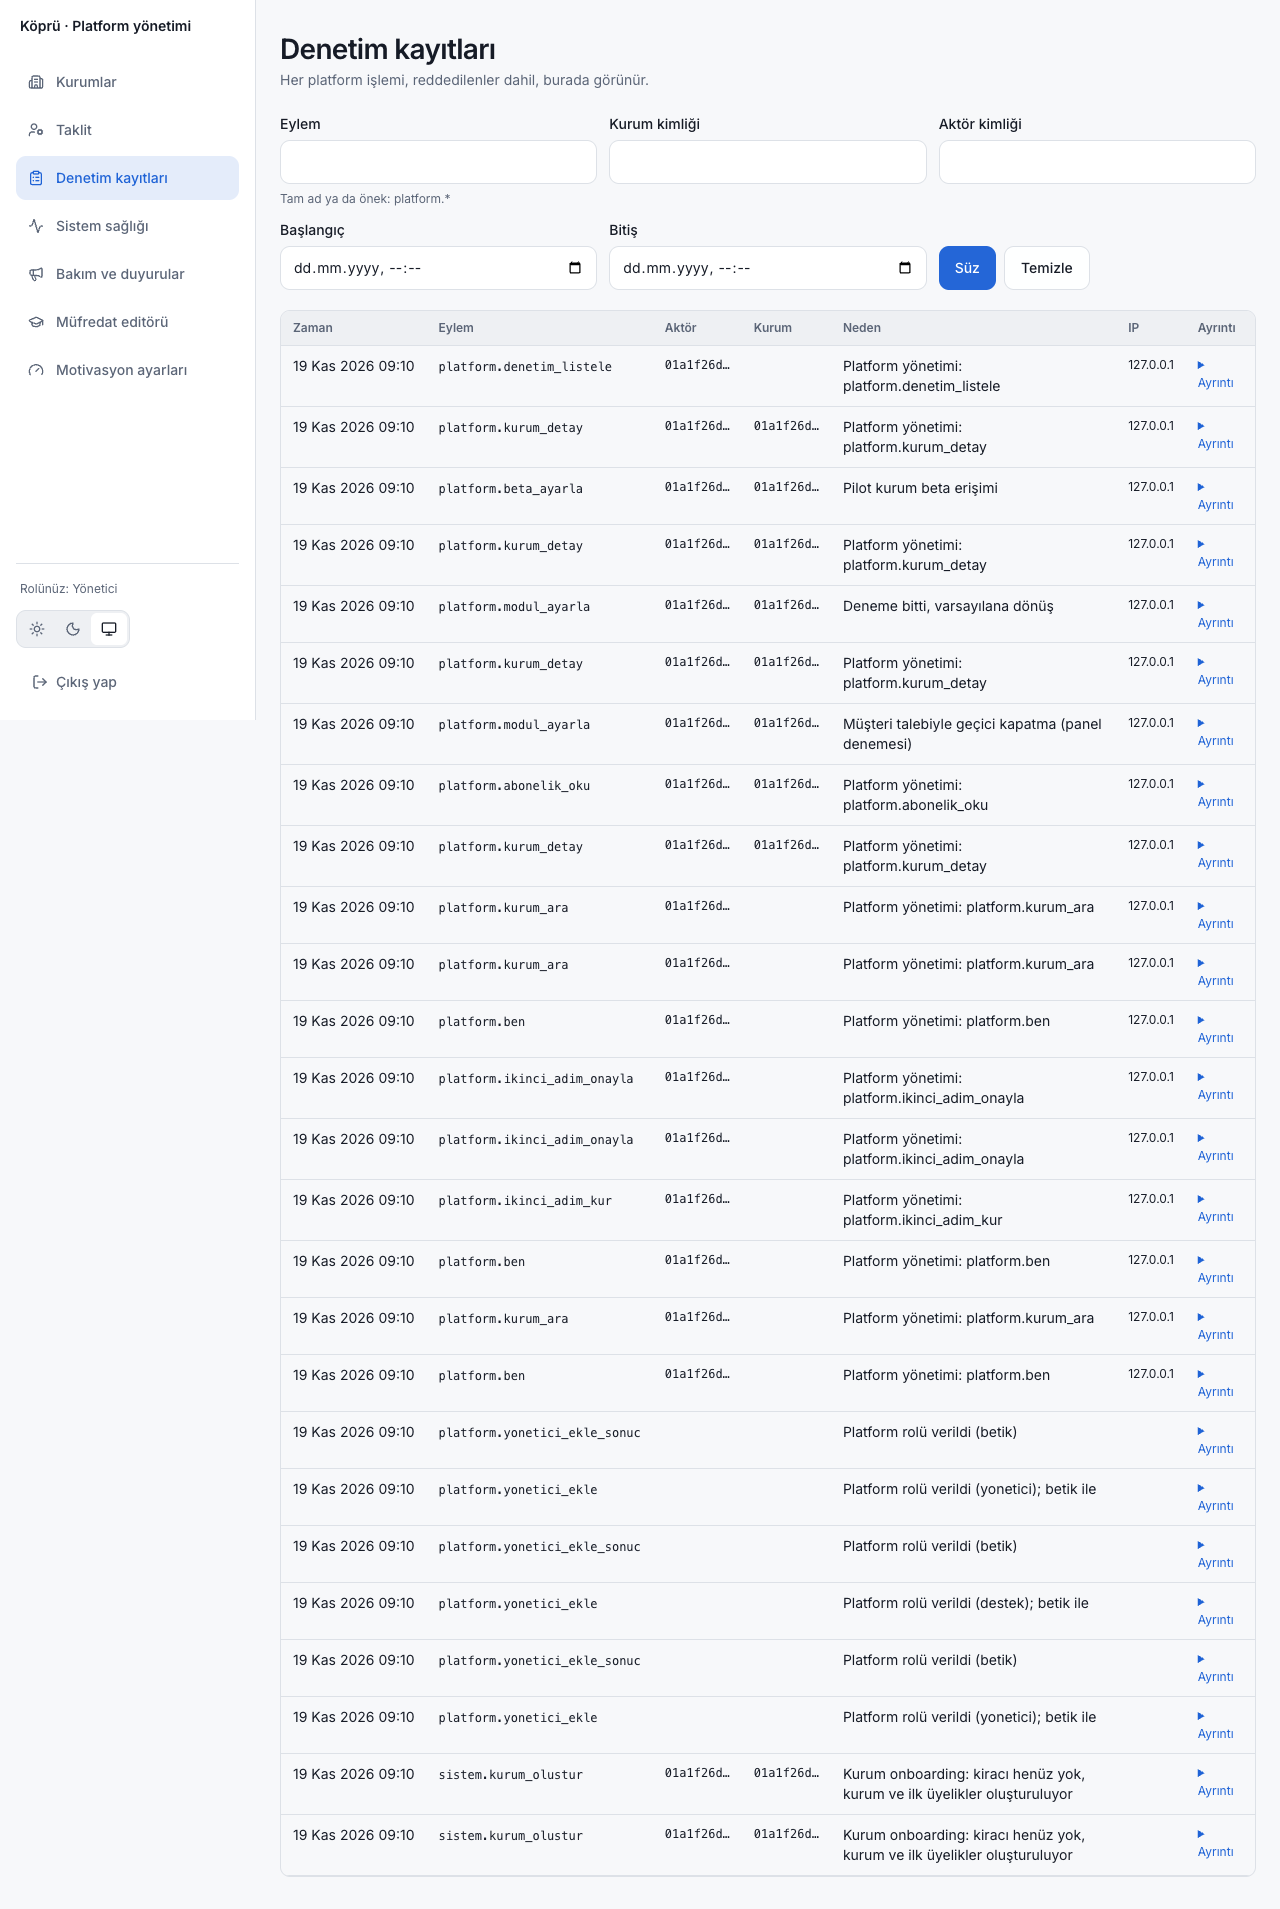 Köprü · Platform yönetimi
Kurumlar
Taklit
Denetim kayıtları
Sistem sağlığı
Bakım ve duyurular
Müfredat editörü
Motivasyon ayarları
Rolünüz: Yönetici
Çıkış yap
Denetim kayıtları
Her platform işlemi, reddedilenler dahil, burada görünür.
Eylem Kurum kimliği Aktör kimliği
Tam ad ya da önek: platform.*
Başlangıç Bitiş
dd.mm.yyyy, --:-- dd.mm.yyyy, --:-- Süz Temizle
Zaman Eylem Aktör Kurum Neden IP Ayrıntı
19 Kas 2026 09:10 platform.denetim_listele 01a1f26d… Platform yönetimi: 127.0.0.1
platform.denetim_listele Ayrıntı
19 Kas 2026 09:10 platform.kurum_detay 01a1f26d… 01a1f26d… Platform yönetimi: 127.0.0.1
platform.kurum_detay Ayrıntı
19 Kas 2026 09:10 platform.beta_ayarla 01a1f26d… 01a1f26d… Pilot kurum beta erişimi 127.0.0.1
Ayrıntı
19 Kas 2026 09:10 platform.kurum_detay 01a1f26d… 01a1f26d… Platform yönetimi: 127.0.0.1
platform.kurum_detay Ayrıntı
19 Kas 2026 09:10 platform.modul_ayarla 01a1f26d… 01a1f26d… Deneme bitti, varsayılana dönüş 127.0.0.1
Ayrıntı
19 Kas 2026 09:10 platform.kurum_detay 01a1f26d… 01a1f26d… Platform yönetimi: 127.0.0.1
platform.kurum_detay Ayrıntı
19 Kas 2026 09:10 platform.modul_ayarla 01a1f26d… 01a1f26d… Müşteri talebiyle geçici kapatma (panel 127.0.0.1
denemesi) Ayrıntı
19 Kas 2026 09:10 platform.abonelik_oku 01a1f26d… 01a1f26d… Platform yönetimi: 127.0.0.1
platform.abonelik_oku Ayrıntı
19 Kas 2026 09:10 platform.kurum_detay 01a1f26d… 01a1f26d… Platform yönetimi: 127.0.0.1
platform.kurum_detay Ayrıntı
19 Kas 2026 09:10 platform.kurum_ara 01a1f26d… Platform yönetimi: platform.kurum_ara 127.0.0.1
Ayrıntı
19 Kas 2026 09:10 platform.kurum_ara 01a1f26d… Platform yönetimi: platform.kurum_ara 127.0.0.1
Ayrıntı
19 Kas 2026 09:10 platform.ben 01a1f26d… Platform yönetimi: platform.ben 127.0.0.1
Ayrıntı
19 Kas 2026 09:10 platform.ikinci_adim_onayla 01a1f26d… Platform yönetimi: 127.0.0.1
platform.ikinci_adim_onayla Ayrıntı
19 Kas 2026 09:10 platform.ikinci_adim_onayla 01a1f26d… Platform yönetimi: 127.0.0.1
platform.ikinci_adim_onayla Ayrıntı
19 Kas 2026 09:10 platform.ikinci_adim_kur 01a1f26d… Platform yönetimi: 127.0.0.1
platform.ikinci_adim_kur Ayrıntı
19 Kas 2026 09:10 platform.ben 01a1f26d… Platform yönetimi: platform.ben 127.0.0.1
Ayrıntı
19 Kas 2026 09:10 platform.kurum_ara 01a1f26d… Platform yönetimi: platform.kurum_ara 127.0.0.1
Ayrıntı
19 Kas 2026 09:10 platform.ben 01a1f26d… Platform yönetimi: platform.ben 127.0.0.1
Ayrıntı
19 Kas 2026 09:10 platform.yonetici_ekle_sonuc Platform rolü verildi (betik)
Ayrıntı
19 Kas 2026 09:10 platform.yonetici_ekle Platform rolü verildi (yonetici); betik ile
Ayrıntı
19 Kas 2026 09:10 platform.yonetici_ekle_sonuc Platform rolü verildi (betik)
Ayrıntı
19 Kas 2026 09:10 platform.yonetici_ekle Platform rolü verildi (destek); betik ile
Ayrıntı
19 Kas 2026 09:10 platform.yonetici_ekle_sonuc Platform rolü verildi (betik)
Ayrıntı
19 Kas 2026 09:10 platform.yonetici_ekle Platform rolü verildi (yonetici); betik ile
Ayrıntı
19 Kas 2026 09:10 sistem.kurum_olustur 01a1f26d… 01a1f26d… Kurum onboarding: kiracı henüz yok,
kurum ve ilk üyelikler oluşturuluyor Ayrıntı
19 Kas 2026 09:10 sistem.kurum_olustur 01a1f26d… 01a1f26d… Kurum onboarding: kiracı henüz yok,
kurum ve ilk üyelikler oluşturuluyor Ayrıntı